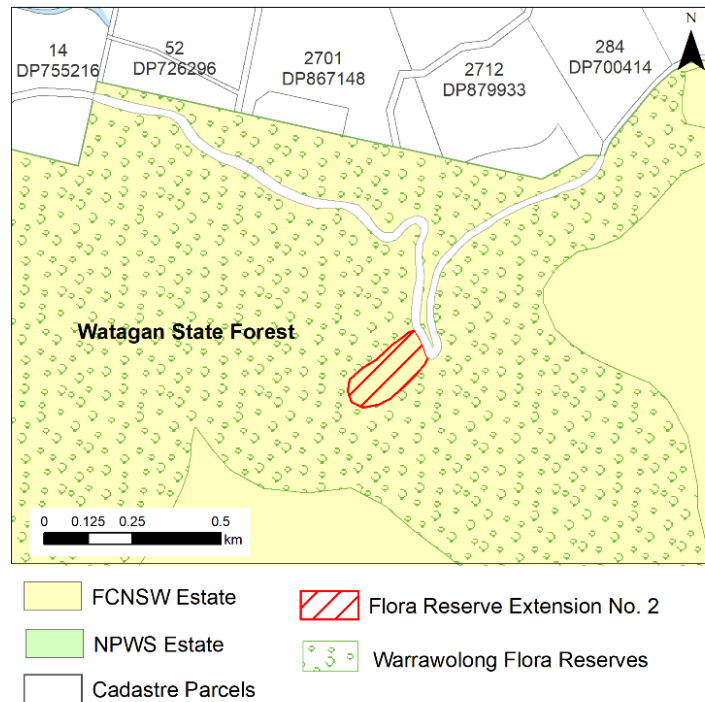 N
14
DP755216
52
DP726296
2701
DP867148
2712
DP879933
284
DP700414
Watagan State Forest
0 0.125 0.25 0.5
km
FCNSW Estate
Flora Reserve Extension No. 2
NPWS Estate
Warrawolong Flora Reserves
Cadastre Parcels